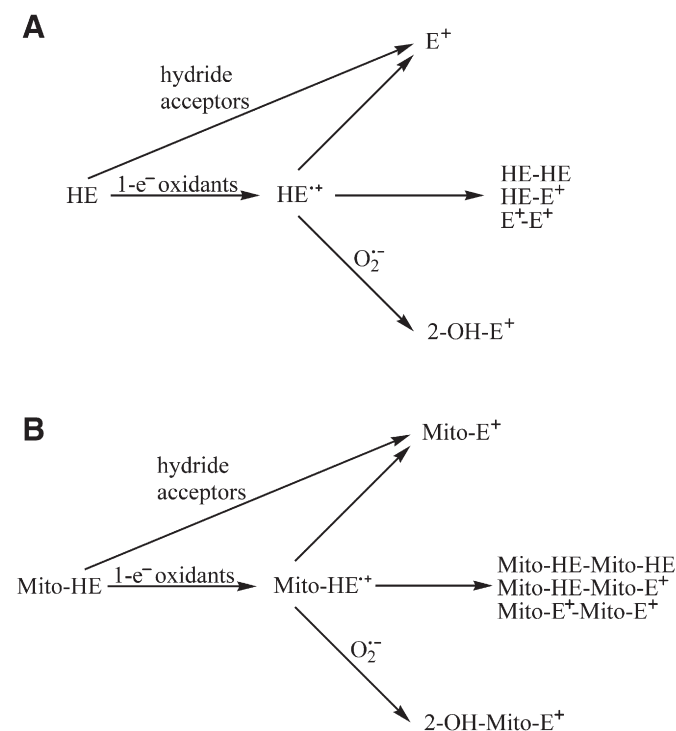 A
E⁺
hydride
acceptors
HE
1-e⁻ oxidants
HE•⁺
HE-HE
HE-E⁺
E⁺-E⁺
O₂•⁻
2-OH-E⁺
B
Mito-E⁺
hydride
acceptors
Mito-HE
1-e⁻ oxidants
Mito-HE•⁺
Mito-HE-Mito-HE
Mito-HE-Mito-E⁺
Mito-E⁺-Mito-E⁺
O₂•⁻
2-OH-Mito-E⁺